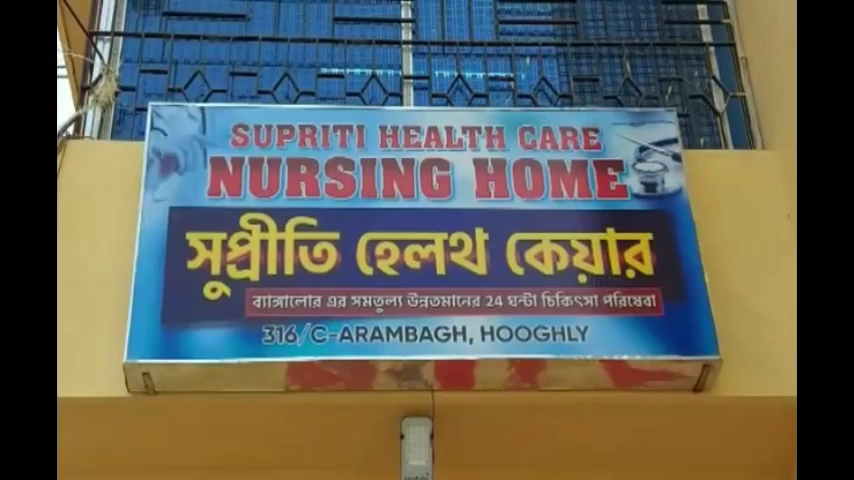 SUPRITI HEALTH CARE
NURSING HOME
সুপ্রীতি হেলথ কেয়ার
ব্যাঙ্গালোর এর সমতুল্য উন্নতমানের 24 ঘন্টা চিকিৎসা পরিষেবা
316/C-ARAMBAGH, HOOGHLY